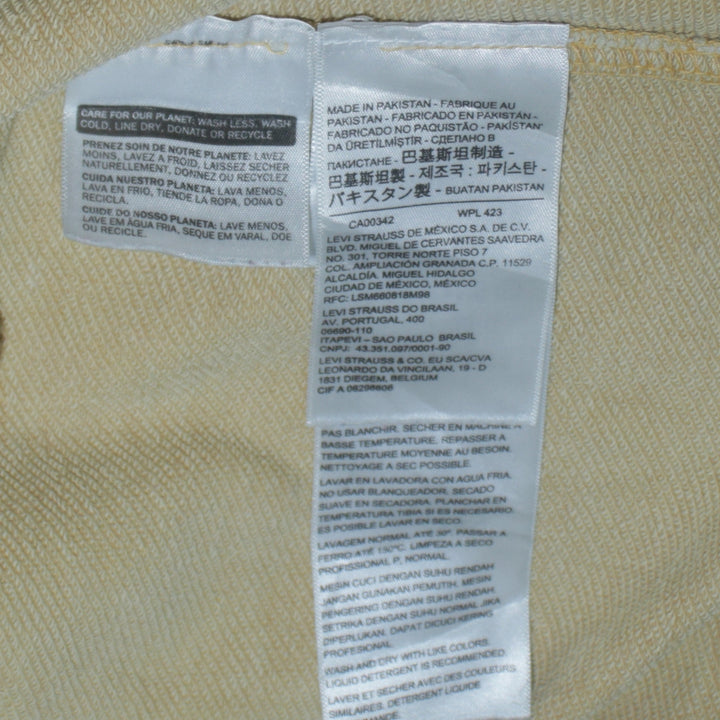 CARE FOR OUR PLANET: WASH LESS, WASH
COLD, LINE DRY, DONATE OR RECYCLE
PRENEZ SOIN DE NOTRE PLANETE: LAVEZ
MOINS, LAVEZ A FROID, LAISSEZ SECHER
NATURELLEMENT, DONNEZ OU RECYCLEZ
CUIDA NUESTRO PLANETA: LAVA MENOS,
LAVA EN FRIO, TIENDE LA ROPA, DONA O
RECICLA.
CUIDE DO NOSSO PLANETA: LAVE MENOS,
LAVE EM ÁGUA FRIA, SEQUE EM VARAL, DOE
OU RECICLE.
MADE IN PAKISTAN - FABRIQUE AU
PAKISTAN - FABRICADO EN PAKISTÁN -
FABRICADO NO PAQUISTÃO - PAKİSTAN'
DA ÜRETİLMİŞTİR - СДЕЛАНО В
ПАКИСТАНЕ - 巴基斯坦制造 -
巴基斯坦製 - 제조국 : 파키스탄 -
パキスタン製 - BUATAN PAKISTAN
CA00342 WPL 423
LEVI STRAUSS DE MÉXICO S.A. DE C.V.
BLVD. MIGUEL DE CERVANTES SAAVEDRA
NO. 301, TORRE NORTE PISO 7
COL. AMPLIACIÓN GRANADA C.P. 11529
ALCALDÍA. MIGUEL HIDALGO
CIUDAD DE MÉXICO, MÉXICO
RFC: LSM660818M98
LEVI STRAUSS DO BRASIL
AV. PORTUGAL, 400
06690-110
ITAPEVI – SAO PAULO BRASIL
CNPJ: 43.351.097/0001-90
LEVI STRAUSS & CO. EU SCA/CVA
LEONARDO DA VINCILAAN, 19 - D
1831 DIEGEM, BELGIUM
CIF A 08296606
PAS BLANCHIR. SECHER EN MACHINE A
BASSE TEMPERATURE, REPASSER A
TEMPERATURE MOYENNE AU BESOIN.
NETTOYAGE A SEC POSSIBLE.
LAVAR EN LAVADORA CON AGUA FRIA.
NO USAR BLANQUEADOR, SECADO
SUAVE EN SECADORA. PLANCHAR EN
TEMPERATURA TIBIA SI ES NECESARIO.
ES POSIBLE LAVAR EN SECO.
LAVAGEM NORMAL ATÉ 30°. PASSAR A
FERRO ATÉ 150°C. LIMPEZA A SECO
PROFISSIONAL P, NORMAL.
MESIN CUCI DENGAN SUHU RENDAH
JANGAN GUNAKAN PEMUTIH. MESIN
PENGERING DENGAN SUHU RENDAH.
SETRIKA DENGAN SUHU NORMAL JIKA
DIPERLUKAN. DAPAT DICUCI KERING
PROFESIONAL.
WASH AND DRY WITH LIKE COLORS.
LIQUID DETERGENT IS RECOMMENDED.
LAVER ET SECHER AVEC DES COULEURS
SIMILAIRES. DETERGENT LIQUIDE